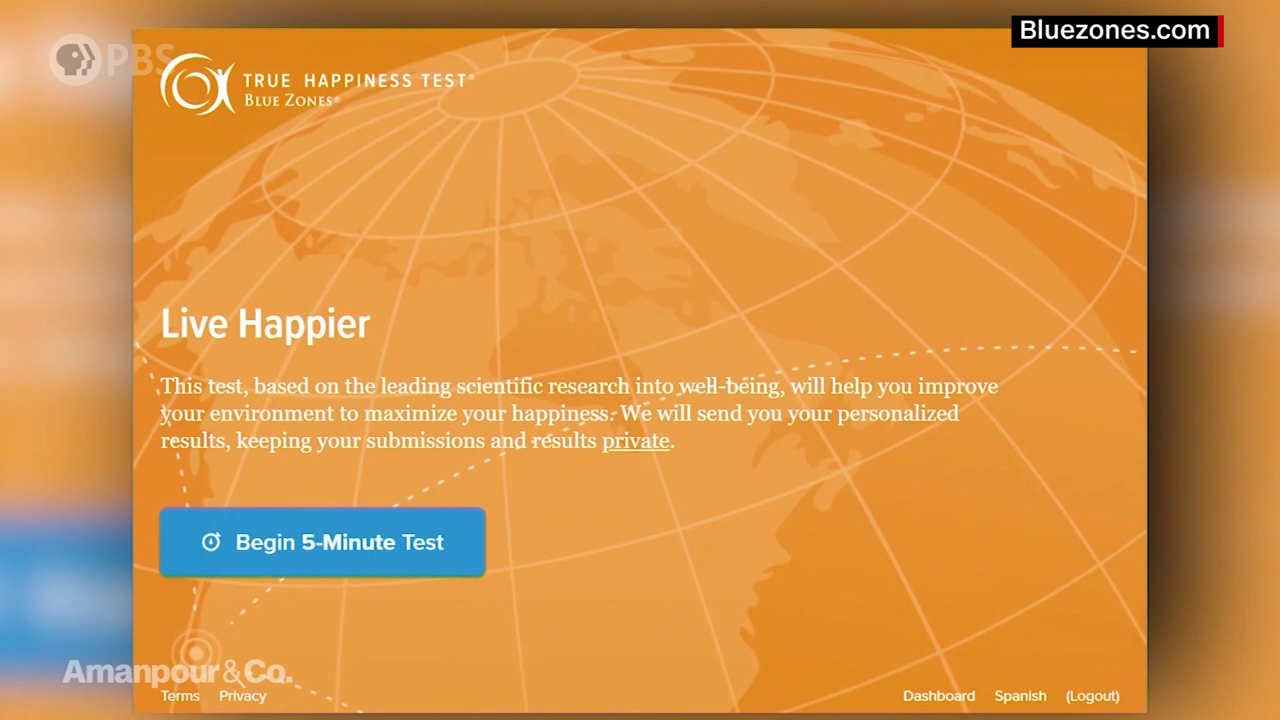 Bluezones.com
PBS
TRUE HAPPINESS TEST®
BLUE ZONES®
Live Happier
This test, based on the leading scientific research into well-being, will help you improve
your environment to maximize your happiness. We will send you your personalized
results, keeping your submissions and results private.
Begin 5-Minute Test
Amanpour&Co.
Terms Privacy Dashboard Spanish (Logout)